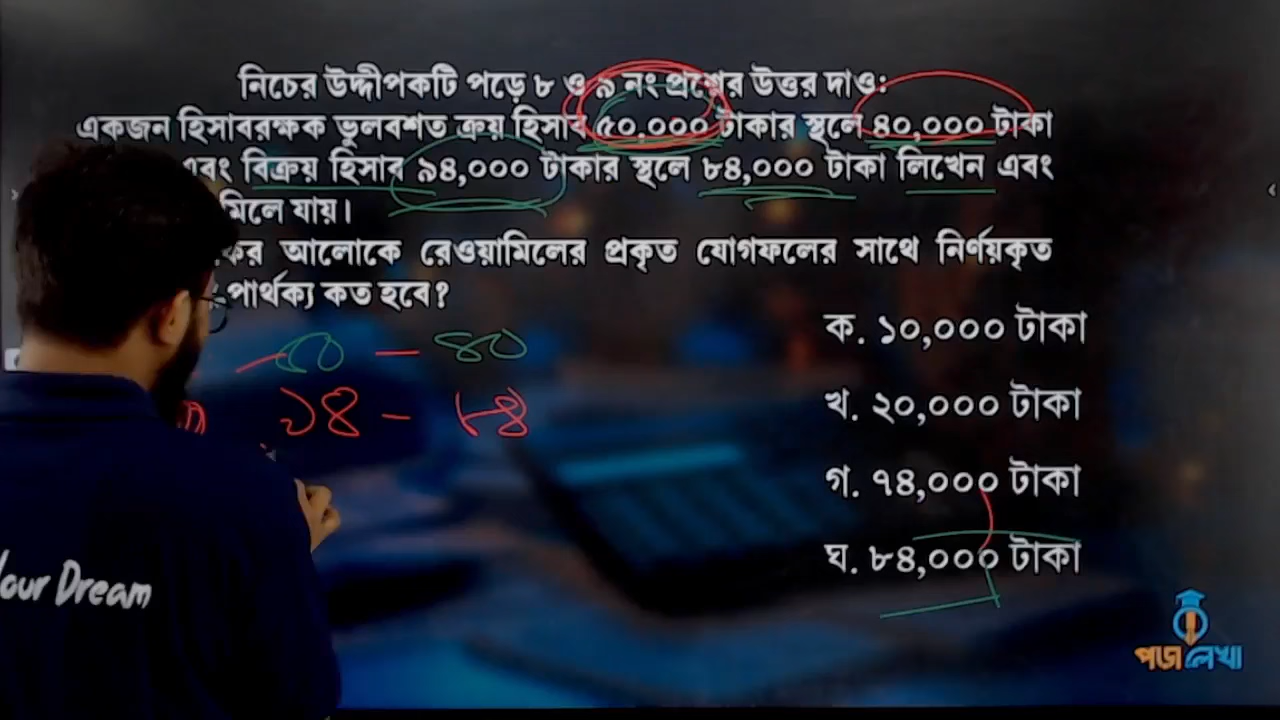 নিচের উদ্দীপকটি পড়ে ৮ ও ৯ নং প্রশ্নের উত্তর দাও:
একজন হিসাবরক্ষক ভুলবশত ক্রয় হিসাব ৫০,০০০ টাকার স্থলে ৪০,০০০ টাকা
এবং বিক্রয় হিসাব ৯৪,০০০ টাকার স্থলে ৮৪,০০০ টাকা লিখেন এবং
মিলে যায়।
আলোকে রেওয়ামিলের প্রকৃত যোগফলের সাথে নির্ণয়কৃত
পার্থক্য কত হবে?
ক. ১০,০০০ টাকা
৫০ – ৪০
খ. ২০,০০০ টাকা
৯৪ – ৮৪
গ. ৭৪,০০০ টাকা
ঘ. ৮৪,০০০ টাকা
Your Dream
পড়ালেখা